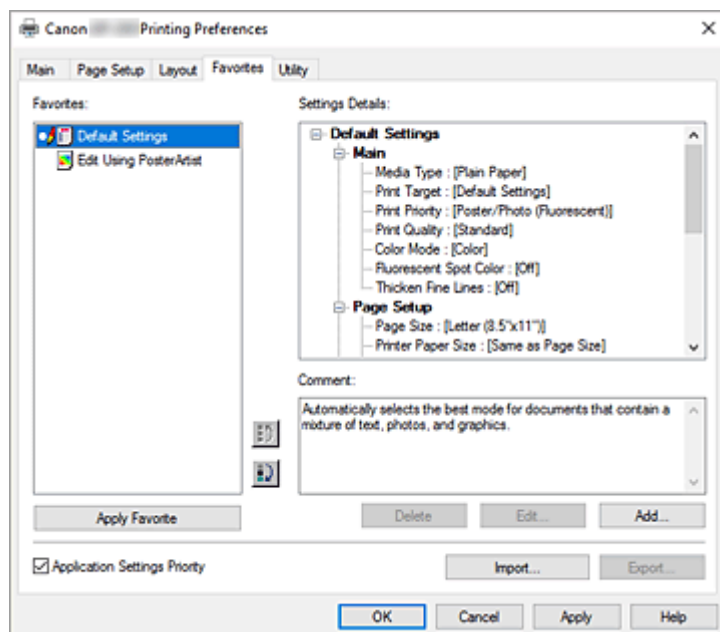 Canon Printing Preferences
Main Page Setup Layout Favorites Utility
Favorites:
Default Settings
Edit Using PosterArtist
Apply Favorite
Settings Details:
Default Settings
Main
Media Type : [Plain Paper]
Print Target : [Default Settings]
Print Priority : [Poster/Photo (Fluorescent)]
Print Quality : [Standard]
Color Mode : [Color]
Fluorescent Spot Color : [Off]
Thicken Fine Lines : [Off]
Page Setup
Page Size : [Letter (8.5"x11")]
Printer Paper Size : [Same as Page Size]
Comment:
Automatically selects the best mode for documents that contain a
mixture of text, photos, and graphics.
Delete Edit... Add...
Application Settings Priority
Import... Export...
OK Cancel Apply Help